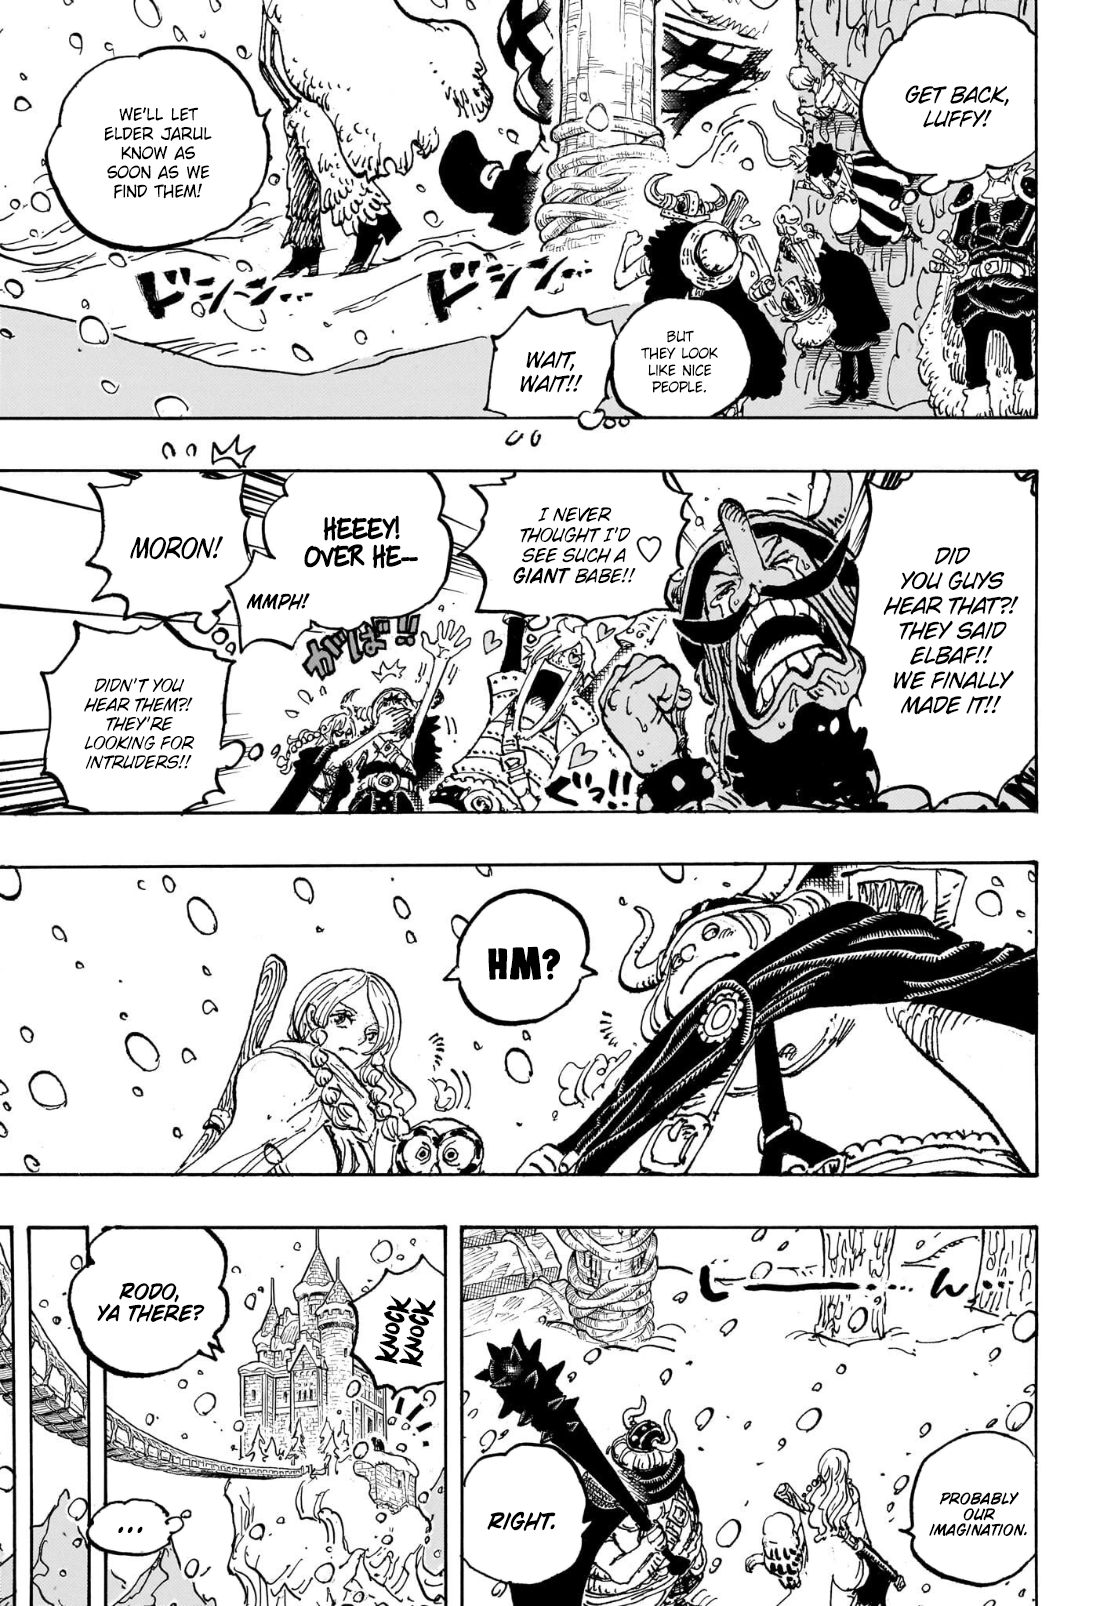 GET BACK,
LUFFY!
WE'LL LET
ELDER JARUL
KNOW AS
SOON AS WE
FIND THEM!
ドシン…
ドシン…
BUT
THEY LOOK
LIKE NICE
PEOPLE.
WAIT,
WAIT!!
DID
YOU GUYS
HEAR THAT?!
THEY SAID
ELBAF!!
WE FINALLY
MADE IT!!
I NEVER
THOUGHT I'D
SEE SUCH A
GIANT BABE!!
ぐっ!!
HEEEY!
OVER HE--
MMPH!
がばっ!!
MORON!
DIDN'T YOU
HEAR THEM?!
THEY'RE
LOOKING FOR
INTRUDERS!!
HM?
しーーん…
PROBABLY
OUR
IMAGINATION.
RIGHT.
KNOCK
KNOCK
RODO,
YA THERE?
...